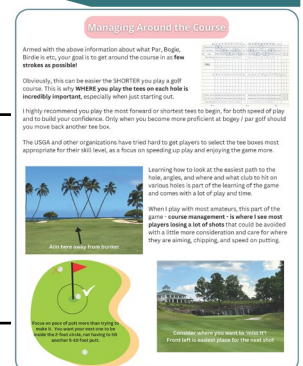 Managing Around the Course
Armed with the above information about what Par, Bogie,
Birdie is etc, your goal is to get around the course in as few
strokes as possible!
Obviously, this can be easier the SHORTER you play a golf
course. This is why WHERE you play the tees on each hole is
incredibly important, especially when just starting out.
I highly recommend you play the most forward or shortest tees to begin, for both speed of play
and to build your confidence. Only when you become more proficient at bogey / par golf should
you move back another tee box.
The USGA and other organizations have tried hard to get players to select the tee boxes most
appropriate for their skill level, as a focus on speeding up play and enjoying the game more.
Learning how to look at the easiest path to the
hole, angles, and where and what club to hit on
various holes is part of the learning of the game
and comes with a lot of play and time.
When I play with most amateurs, this part of the
game - course management - is where I see most
players losing a lot of shots that could be avoided
with a little more consideration and care for where
they are aiming, chipping, and speed on putting.
Aim here away from bunker
Focus on pace of putt more than trying to
make it. You want your next one to be
inside the 2-foot circle, not having to hit
another 5-10 foot putt.
Consider where you want to 'miss it'?
Front left is easiest place for the next shot